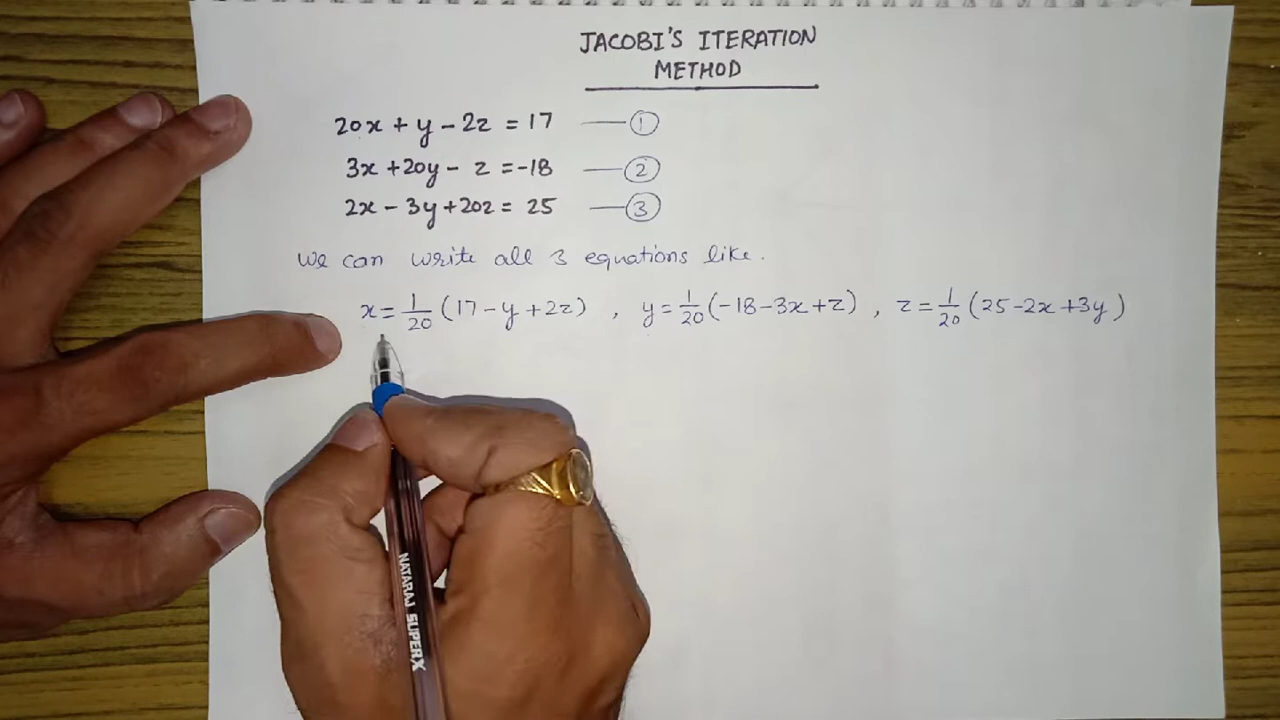 JACOBI'S ITERATION
METHOD
20x + y - 2z = 17 —①
3x + 20y - z = -18 —②
2x - 3y + 20z = 25 —③
We can write all 3 equations like.
x = 1/20 (17 - y + 2z) , y = 1/20 (-18 - 3x + z) , z = 1/20 (25 - 2x + 3y)
NATARAJ SUPERX